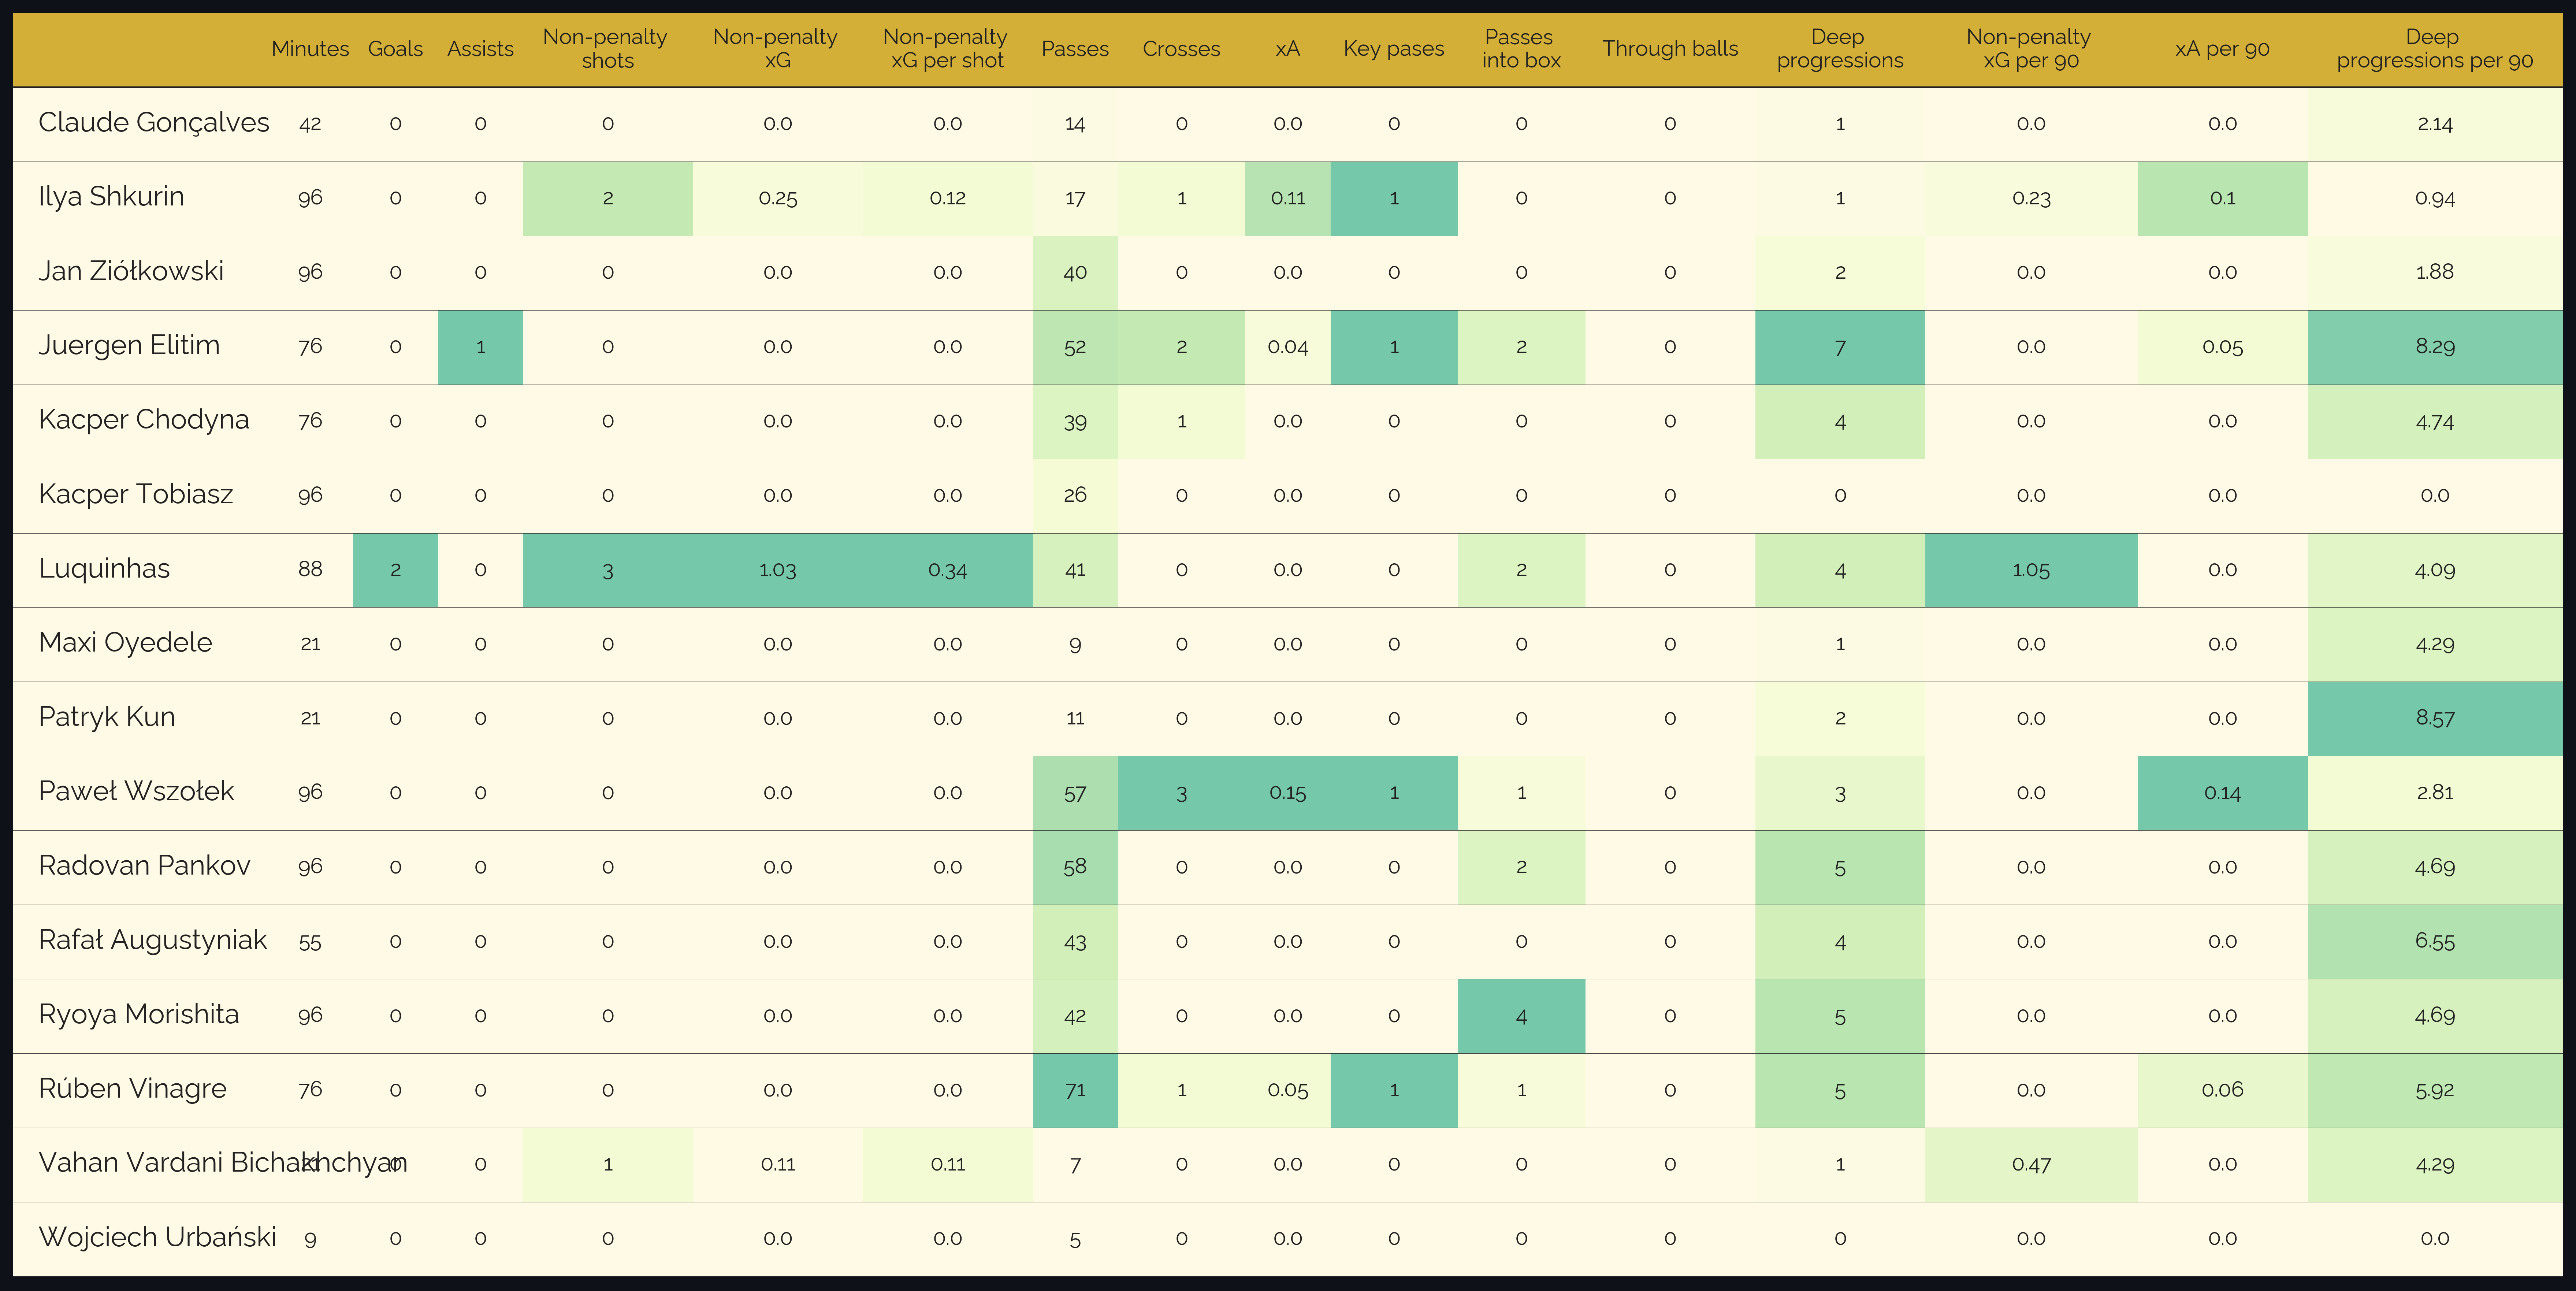 Minutes Goals Assists Non-penalty shots Non-penalty xG Non-penalty xG per shot Passes Crosses xA Key pases Passes into box Through balls Deep progressions Non-penalty xG per 90 xA per 90 Deep progressions per 90
Claude Gonçalves 42 0 0 0 0.0 0.0 14 0 0.0 0 0 0 1 0.0 0.0 2.14
Ilya Shkurin 96 0 0 2 0.25 0.12 17 1 0.11 1 0 0 1 0.23 0.1 0.94
Jan Ziółkowski 96 0 0 0 0.0 0.0 40 0 0.0 0 0 0 2 0.0 0.0 1.88
Juergen Elitim 76 0 1 0 0.0 0.0 52 2 0.04 1 2 0 7 0.0 0.05 8.29
Kacper Chodyna 76 0 0 0 0.0 0.0 39 1 0.0 0 0 0 4 0.0 0.0 4.74
Kacper Tobiasz 96 0 0 0 0.0 0.0 26 0 0.0 0 0 0 0 0.0 0.0 0.0
Luquinhas 88 2 0 3 1.03 0.34 41 0 0.0 0 2 0 4 1.05 0.0 4.09
Maxi Oyedele 21 0 0 0 0.0 0.0 9 0 0.0 0 0 0 1 0.0 0.0 4.29
Patryk Kun 21 0 0 0 0.0 0.0 11 0 0.0 0 0 0 2 0.0 0.0 8.57
Paweł Wszołek 96 0 0 0 0.0 0.0 57 3 0.15 1 1 0 3 0.0 0.14 2.81
Radovan Pankov 96 0 0 0 0.0 0.0 58 0 0.0 0 2 0 5 0.0 0.0 4.69
Rafał Augustyniak 55 0 0 0 0.0 0.0 43 0 0.0 0 0 0 4 0.0 0.0 6.55
Ryoya Morishita 96 0 0 0 0.0 0.0 42 0 0.0 0 4 0 5 0.0 0.0 4.69
Rúben Vinagre 76 0 0 0 0.0 0.0 71 1 0.05 1 1 0 5 0.0 0.06 5.92
Vahan Vardani Bichakhchyan 21 0 0 1 0.11 0.11 7 0 0.0 0 0 0 1 0.47 0.0 4.29
Wojciech Urbański 9 0 0 0 0.0 0.0 5 0 0.0 0 0 0 0 0.0 0.0 0.0